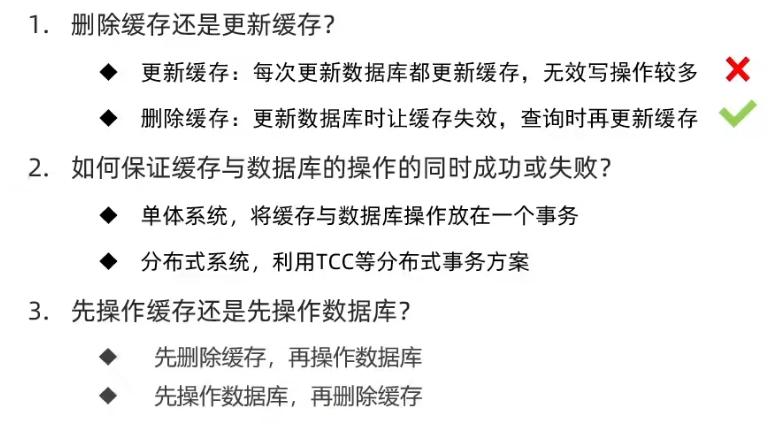 1. 删除缓存还是更新缓存？
◆ 更新缓存：每次更新数据库都更新缓存，无效写操作较多
◆ 删除缓存：更新数据库时让缓存失效，查询时再更新缓存
2. 如何保证缓存与数据库的操作的同时成功或失败？
◆ 单体系统，将缓存与数据库操作放在一个事务
◆ 分布式系统，利用TCC等分布式事务方案
3. 先操作缓存还是先操作数据库？
◆ 先删除缓存，再操作数据库
◆ 先操作数据库，再删除缓存